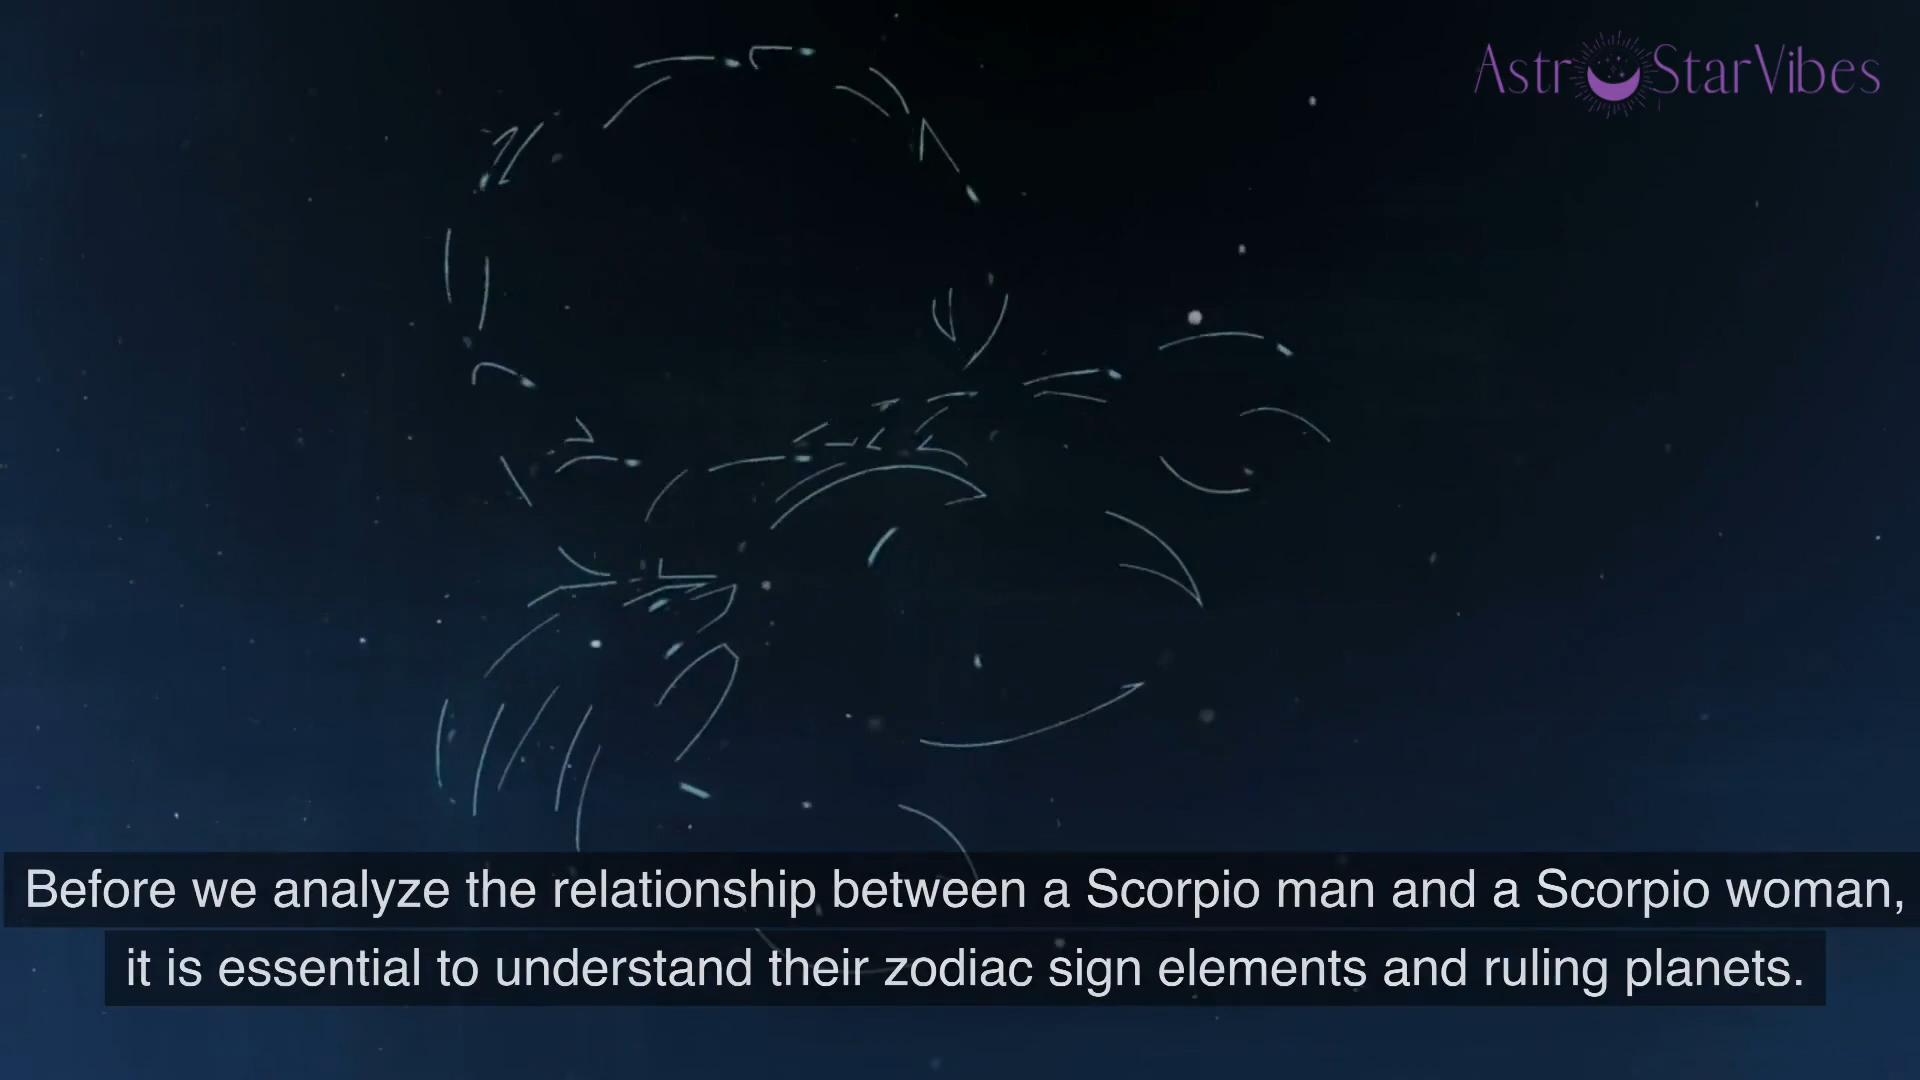 AstroStarVibes
Before we analyze the relationship between a Scorpio man and a Scorpio woman,
it is essential to understand their zodiac sign elements and ruling planets.